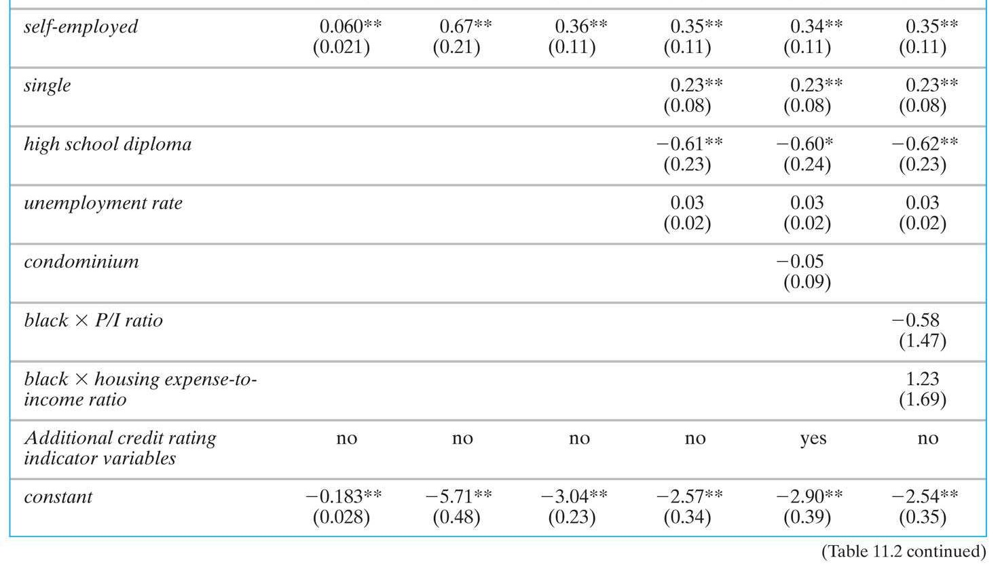 self-employed 0.060** 0.67** 0.36** 0.35** 0.34** 0.35**
(0.021) (0.21) (0.11) (0.11) (0.11) (0.11)
single 0.23** 0.23** 0.23**
(0.08) (0.08) (0.08)
high school diploma −0.61** −0.60* −0.62**
(0.23) (0.24) (0.23)
unemployment rate 0.03 0.03 0.03
(0.02) (0.02) (0.02)
condominium −0.05
(0.09)
black × P/I ratio −0.58
(1.47)
black × housing expense-to- 1.23
income ratio (1.69)
Additional credit rating no no no no yes no
indicator variables
constant −0.183** −5.71** −3.04** −2.57** −2.90** −2.54**
(0.028) (0.48) (0.23) (0.34) (0.39) (0.35)
(Table 11.2 continued)